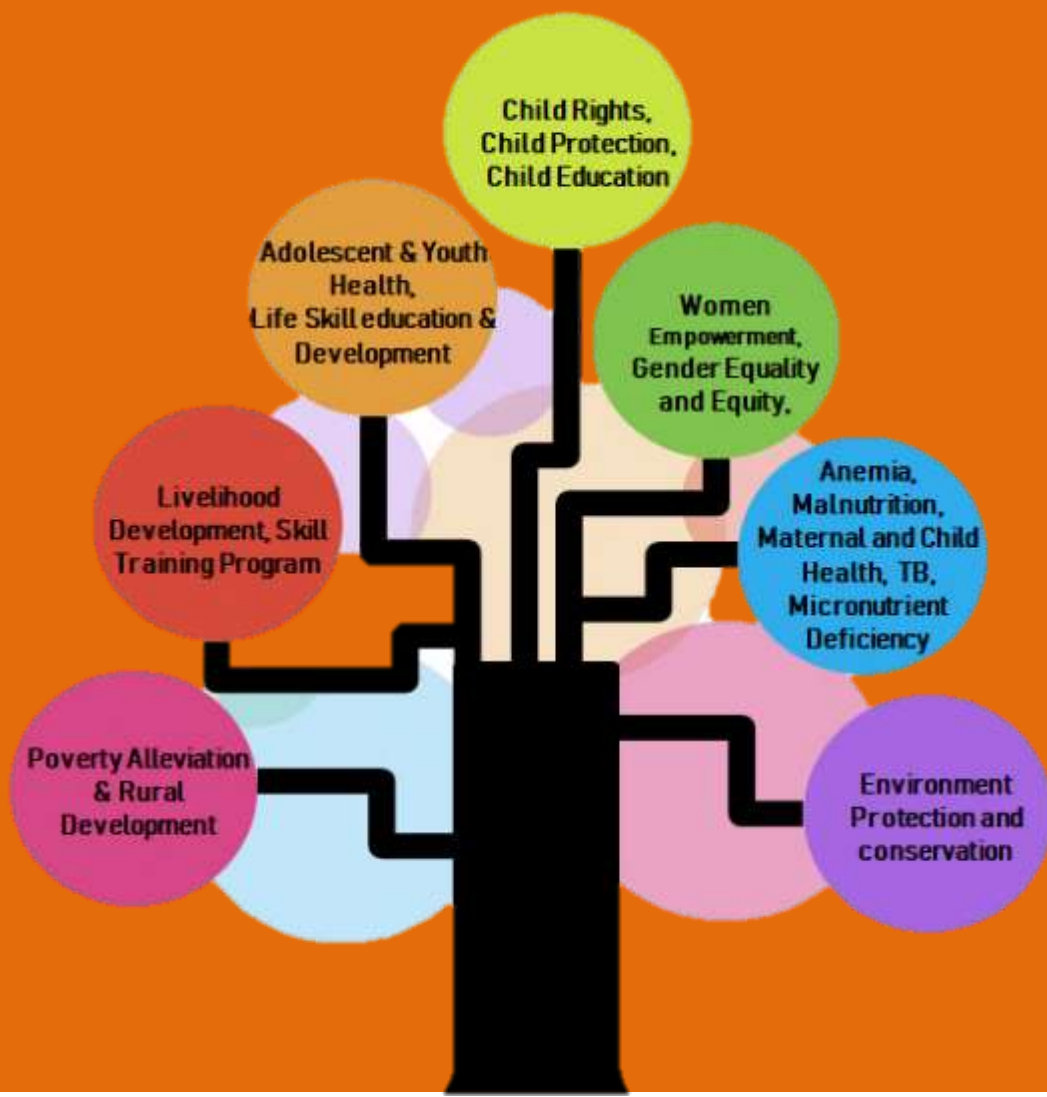 Child Rights,
Child Protection,
Child Education
Adolescent & Youth
Health,
Life Skill education &
Development
Women
Empowerment,
Gender Equality
and Equity,
Livelihood
Development, Skill
Training Program
Anemia,
Malnutrition,
Maternal and Child
Health, TB,
Micronutrient
Deficiency
Poverty Alleviation
& Rural
Development
Environment
Protection and
conservation